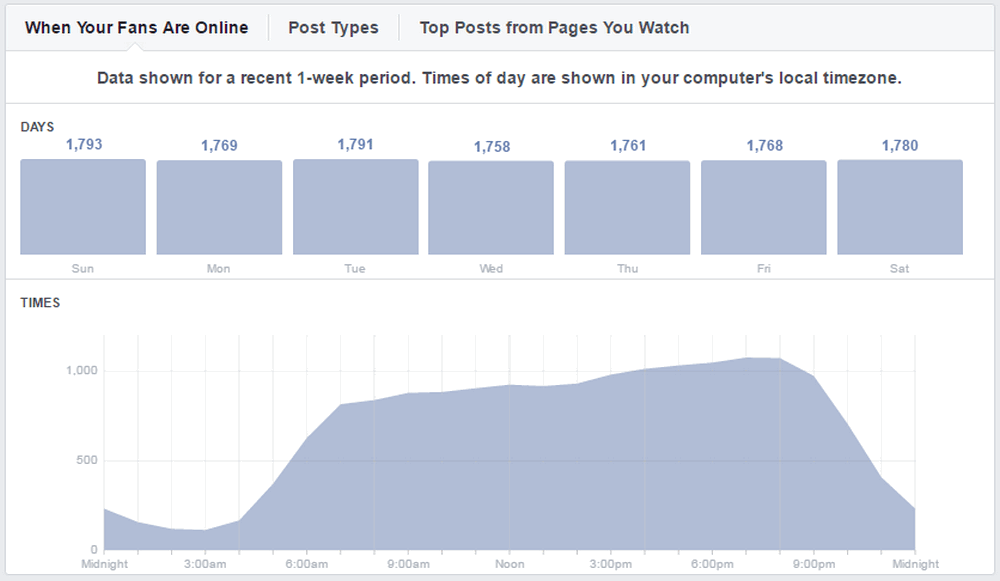 When Your Fans Are Online Post Types Top Posts from Pages You Watch
Data shown for a recent 1-week period. Times of day are shown in your computer's local timezone.
DAYS
1,793 1,769 1,791 1,758 1,761 1,768 1,780
Sun Mon Tue Wed Thu Fri Sat
TIMES
1,000
500
0
Midnight 3:00am 6:00am 9:00am Noon 3:00pm 6:00pm 9:00pm Midnight